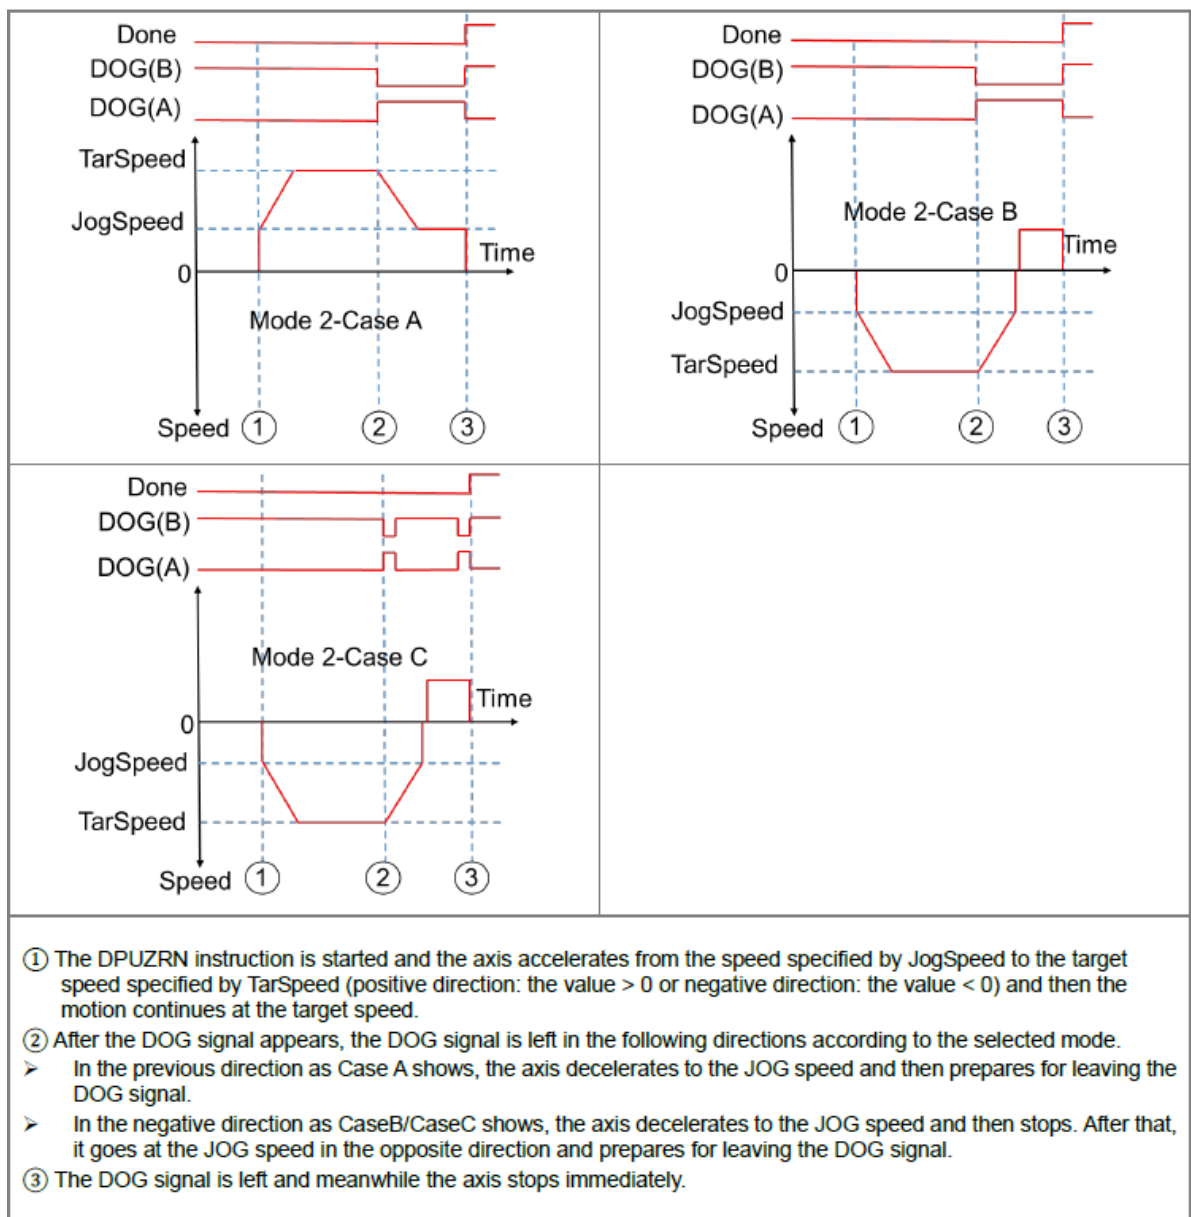 Done
DOG(B)
DOG(A)
TarSpeed
JogSpeed
Time
0
Mode 2-Case A
Speed ① ② ③
Done
DOG(B)
DOG(A)
Mode 2-Case B
Time
0
JogSpeed
TarSpeed
Speed ① ② ③
Done
DOG(B)
DOG(A)
Mode 2-Case C
Time
0
JogSpeed
TarSpeed
Speed ① ② ③
① The DPUZRN instruction is started and the axis accelerates from the speed specified by JogSpeed to the target
speed specified by TarSpeed (positive direction: the value > 0 or negative direction: the value < 0) and then the
motion continues at the target speed.
② After the DOG signal appears, the DOG signal is left in the following directions according to the selected mode.
➢ In the previous direction as Case A shows, the axis decelerates to the JOG speed and then prepares for leaving the
DOG signal.
➢ In the negative direction as CaseB/CaseC shows, the axis decelerates to the JOG speed and then stops. After that,
it goes at the JOG speed in the opposite direction and prepares for leaving the DOG signal.
③ The DOG signal is left and meanwhile the axis stops immediately.